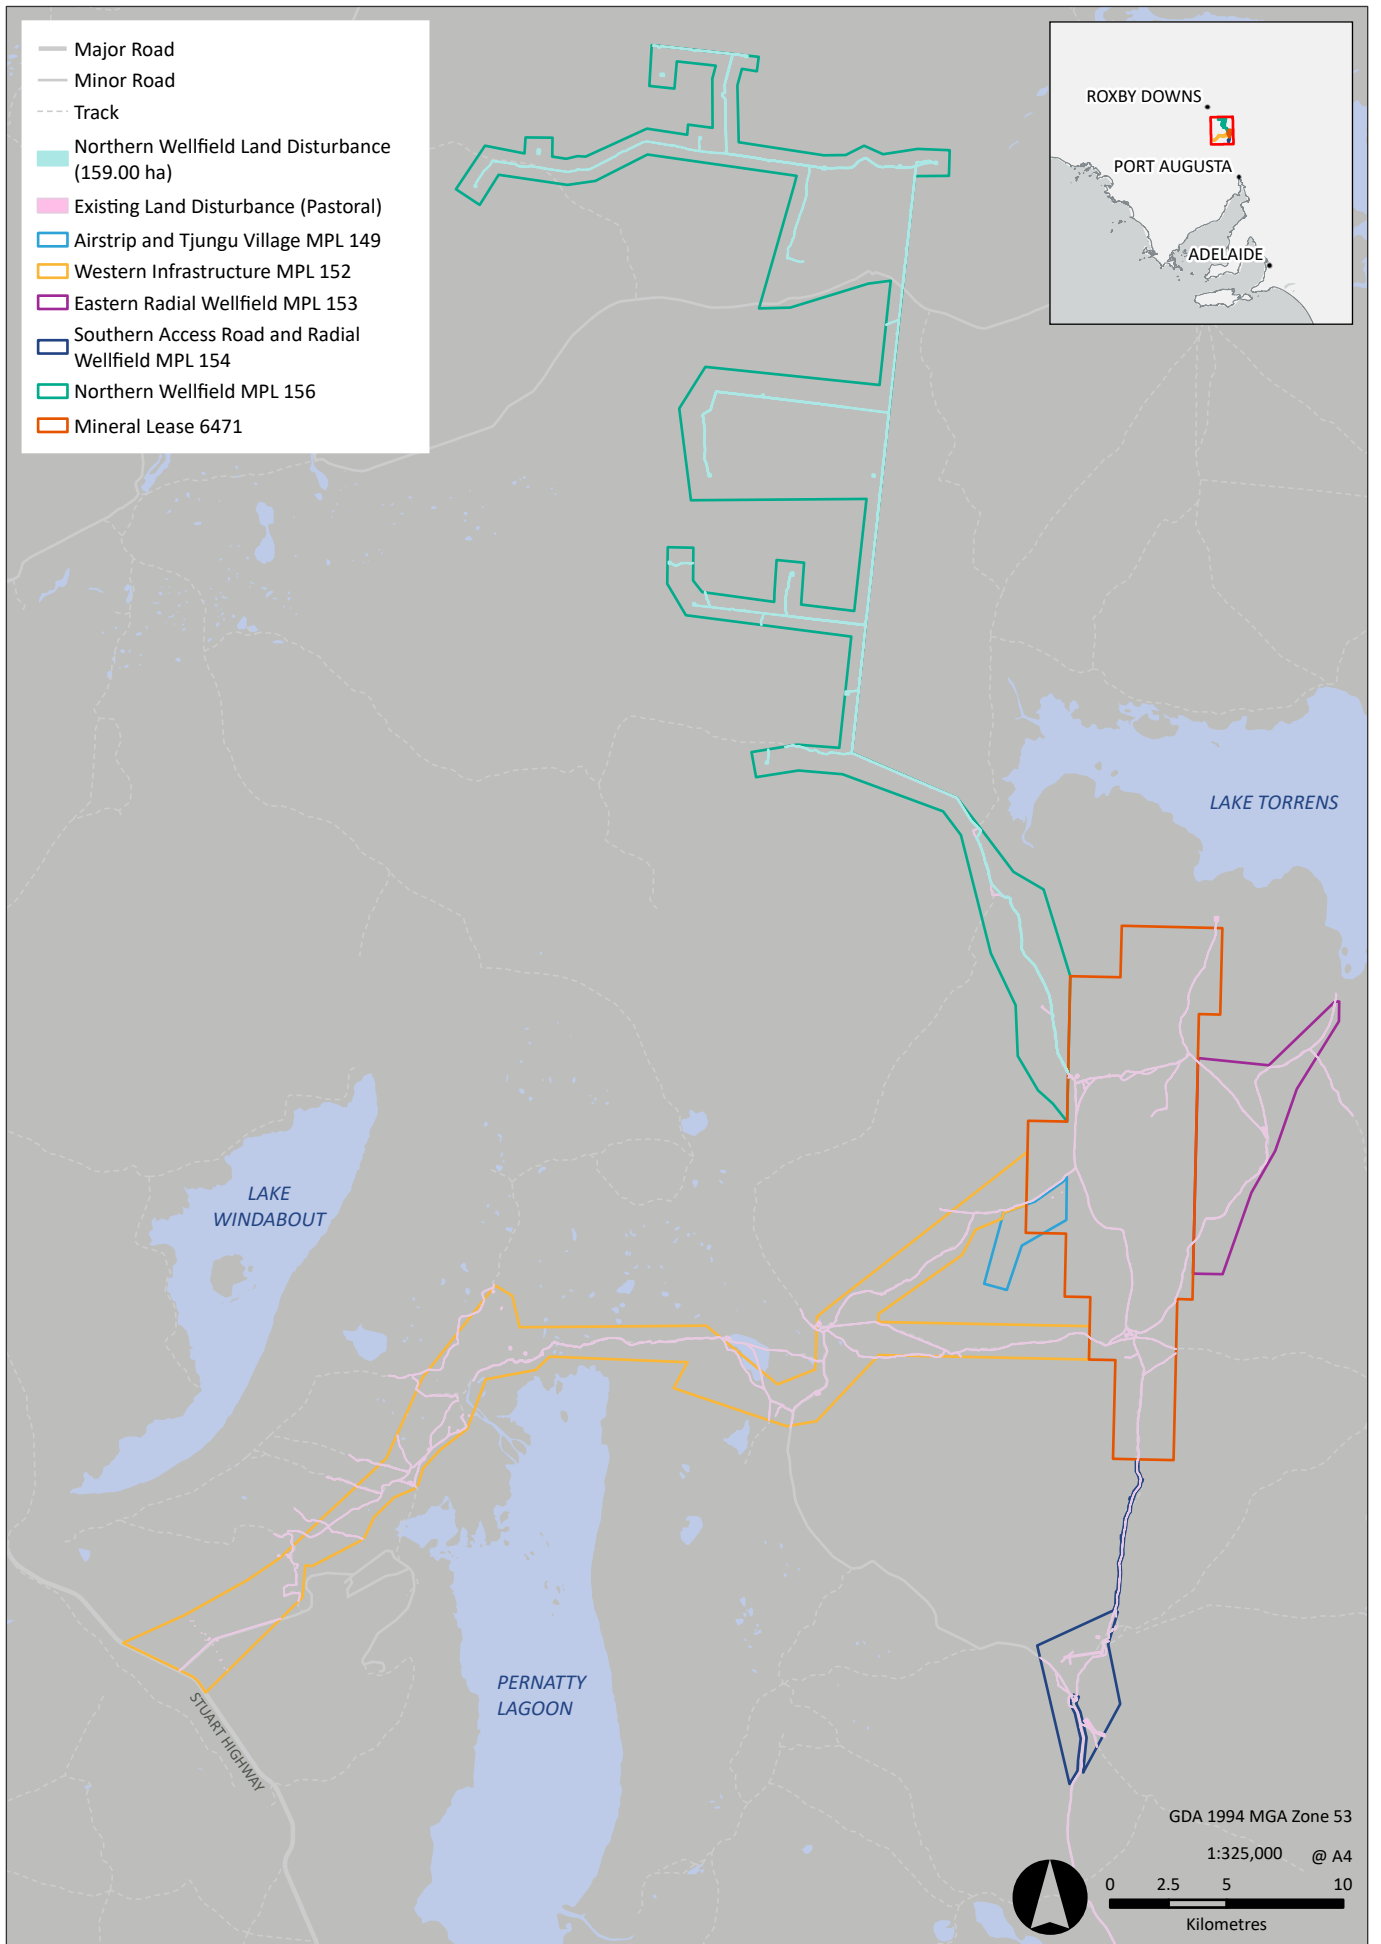 Major Road
Minor Road
Track
Northern Wellfield Land Disturbance
(159.00 ha)
Existing Land Disturbance (Pastoral)
Airstrip and Tjungu Village MPL 149
Western Infrastructure MPL 152
Eastern Radial Wellfield MPL 153
Southern Access Road and Radial
Wellfield MPL 154
Northern Wellfield MPL 156
Mineral Lease 6471
ROXBY DOWNS
PORT AUGUSTA
ADELAIDE
LAKE TORRENS
LAKE
WINDABOUT
PERNATTY
LAGOON
STUART HIGHWAY
GDA 1994 MGA Zone 53
1:325,000 @ A4
0 2.5 5 10
Kilometres